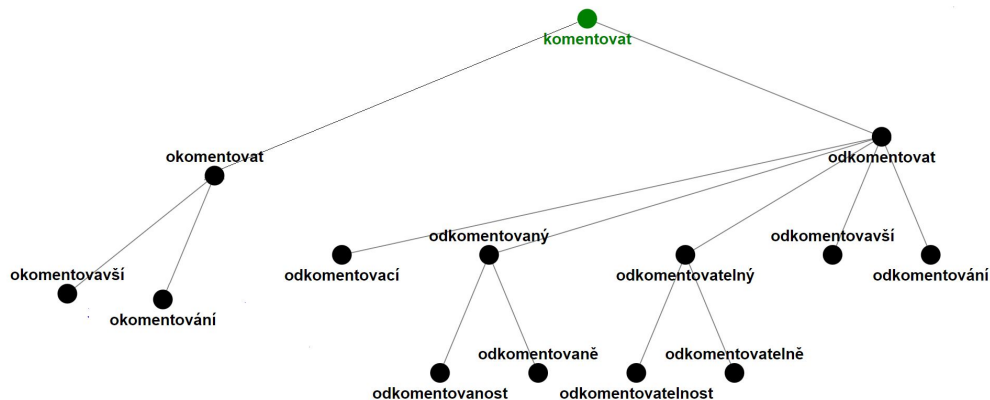 komentovat
okomentovat
odkomentovat
okomentovavší
okomentování
odkomentovací
odkomentovaný
odkomentovatelný
odkomentovavší
odkomentování
odkomentovanost
odkomentovaně
odkomentovatelnost
odkomentovatelně